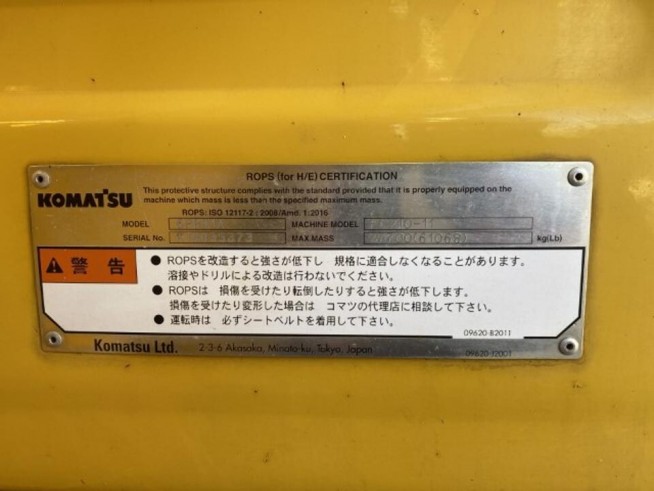 ROPS (for H/E) CERTIFICATION
KOMATSU
This protective structure complies with the standard provided that it is properly equipped on the
machine which mass is less than the specified maximum mass.
ROPS: ISO 12117-2 : 2008/Amd. 1:2016
MODEL MACHINE MODEL
SERIAL No. MAX MASS kg(Lb)
警告
● ROPSを改造すると強さが低下し 規格に適合しなくなることがあります。
溶接やドリルによる改造は行わないでください。
● ROPSは 損傷を受けたり転倒したりすると強さが低下します。
損傷を受けたり変形した場合は コマツの代理店に相談して下さい。
● 運転時は 必ずシートベルトを着用して下さい。
09620-B2011
Komatsu Ltd. 2-3-6 Akasaka, Minato-ku, Tokyo, Japan
09620-J2001